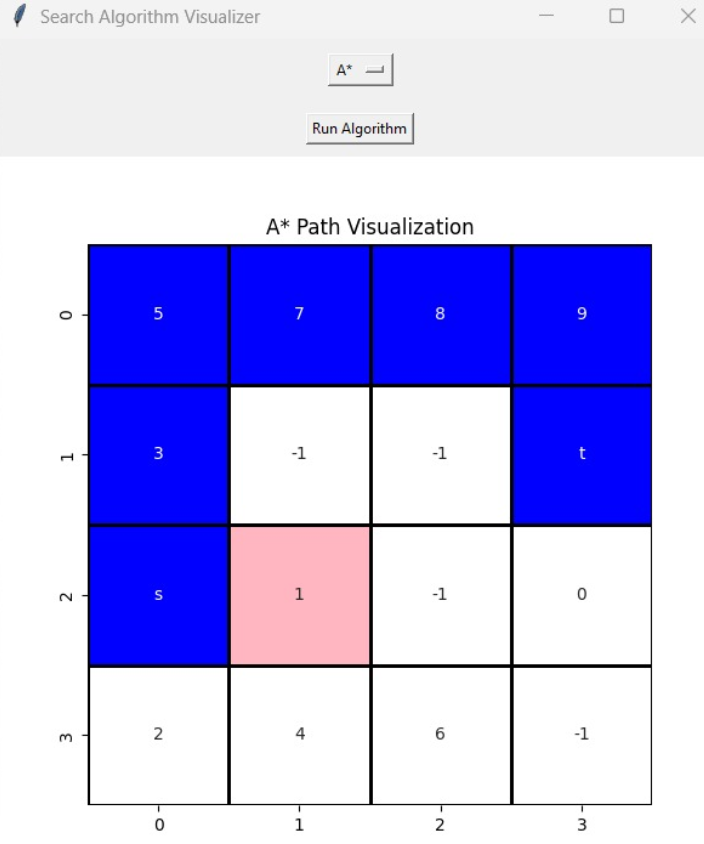 Search Algorithm Visualizer
A*
Run Algorithm
A* Path Visualization
0 5 7 8 9
1 3 -1 -1 t
2 s 1 -1 0
3 2 4 6 -1
0 1 2 3